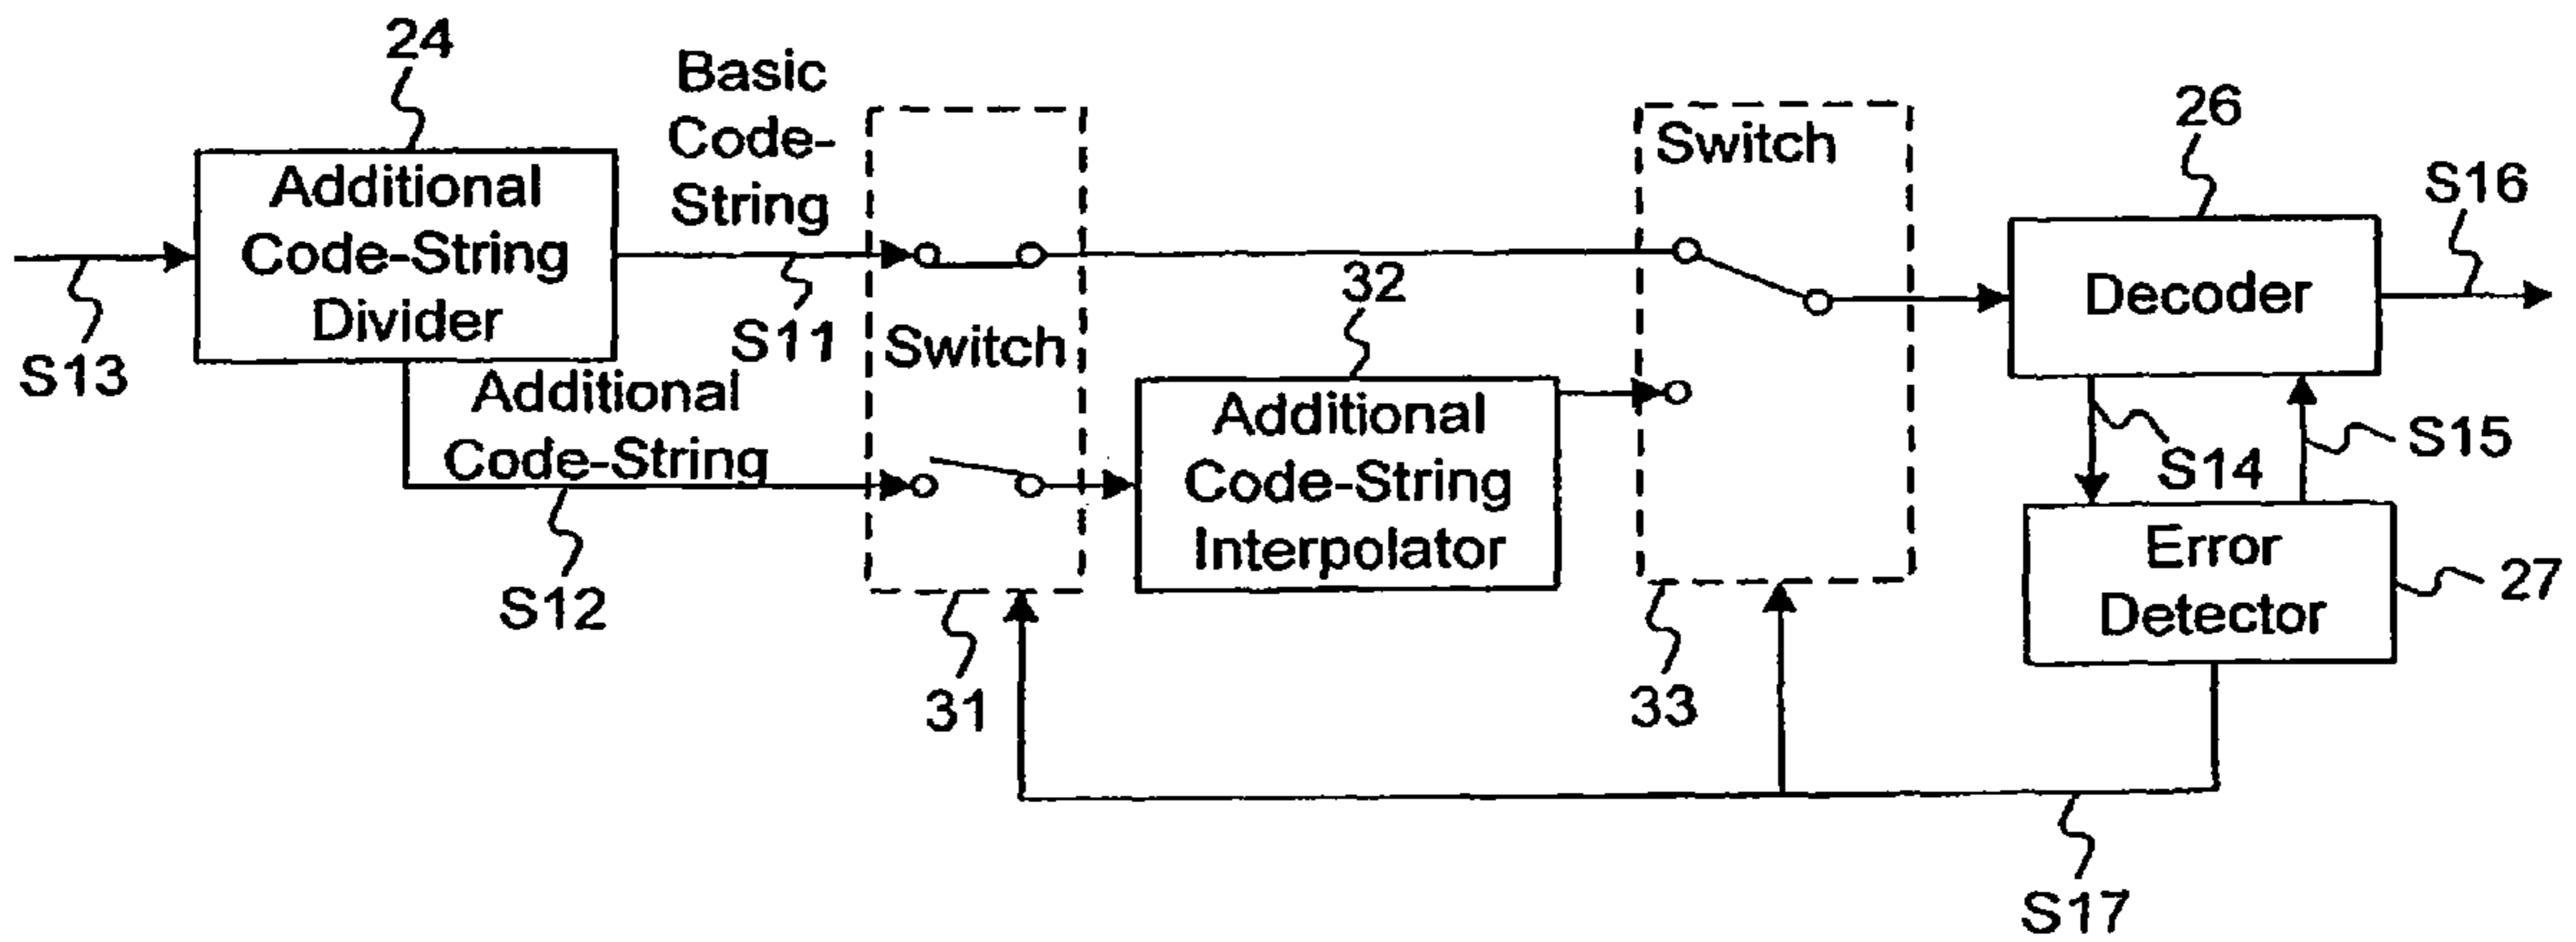 24
Basic
Code-
String
Additional
Code-String
Divider
S13
S11
Additional
Code-String
S12
Switch
31
32
Additional
Code-String
Interpolator
Switch
33
26
Decoder
S16
S14
S15
Error
Detector
27
S17